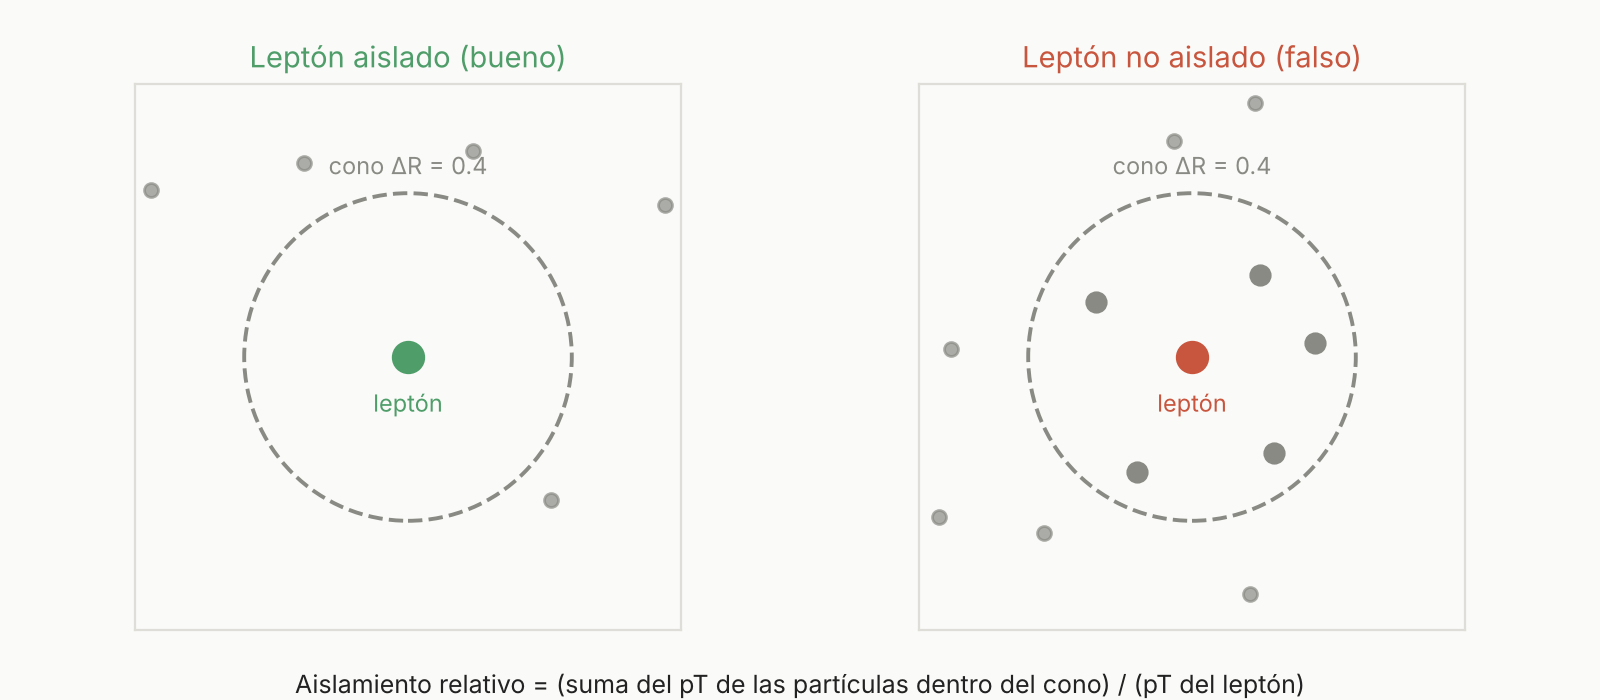 Leptón aislado (bueno)
Leptón no aislado (falso)
cono ΔR = 0.4
cono ΔR = 0.4
leptón
leptón
Aislamiento relativo = (suma del pT de las partículas dentro del cono) / (pT del leptón)